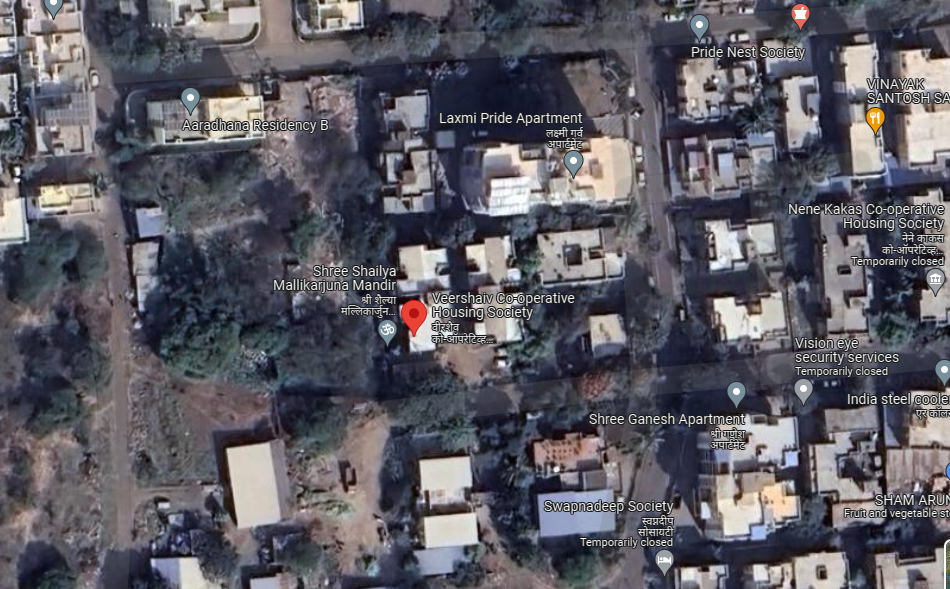 Pride Nest Society
VINAYAK
SANTOSH SA
Aaradhana Residency B
Laxmi Pride Apartment
लक्ष्मी गर्व
अपार्टमेंट
Nene Kakas Co-operative
Housing Society
नेने काकस
को-ऑपरेटिव्ह...
Temporarily closed
Shree Shailya
Mallikarjuna Mandir
श्री शैल्या
मल्लिकार्जुन...
Veershaiv Co-operative
Housing Society
वीरशैव
को-ऑपरेटिव्ह...
Vision eye
security services
Temporarily closed
India steel cooler
Shree Ganesh Apartment
श्री गणेश
अपार्टमेंट
Swapnadeep Society
स्वप्नदीप
सोसायटी
Temporarily closed
SHAM ARUN
Fruit and vegetable sto